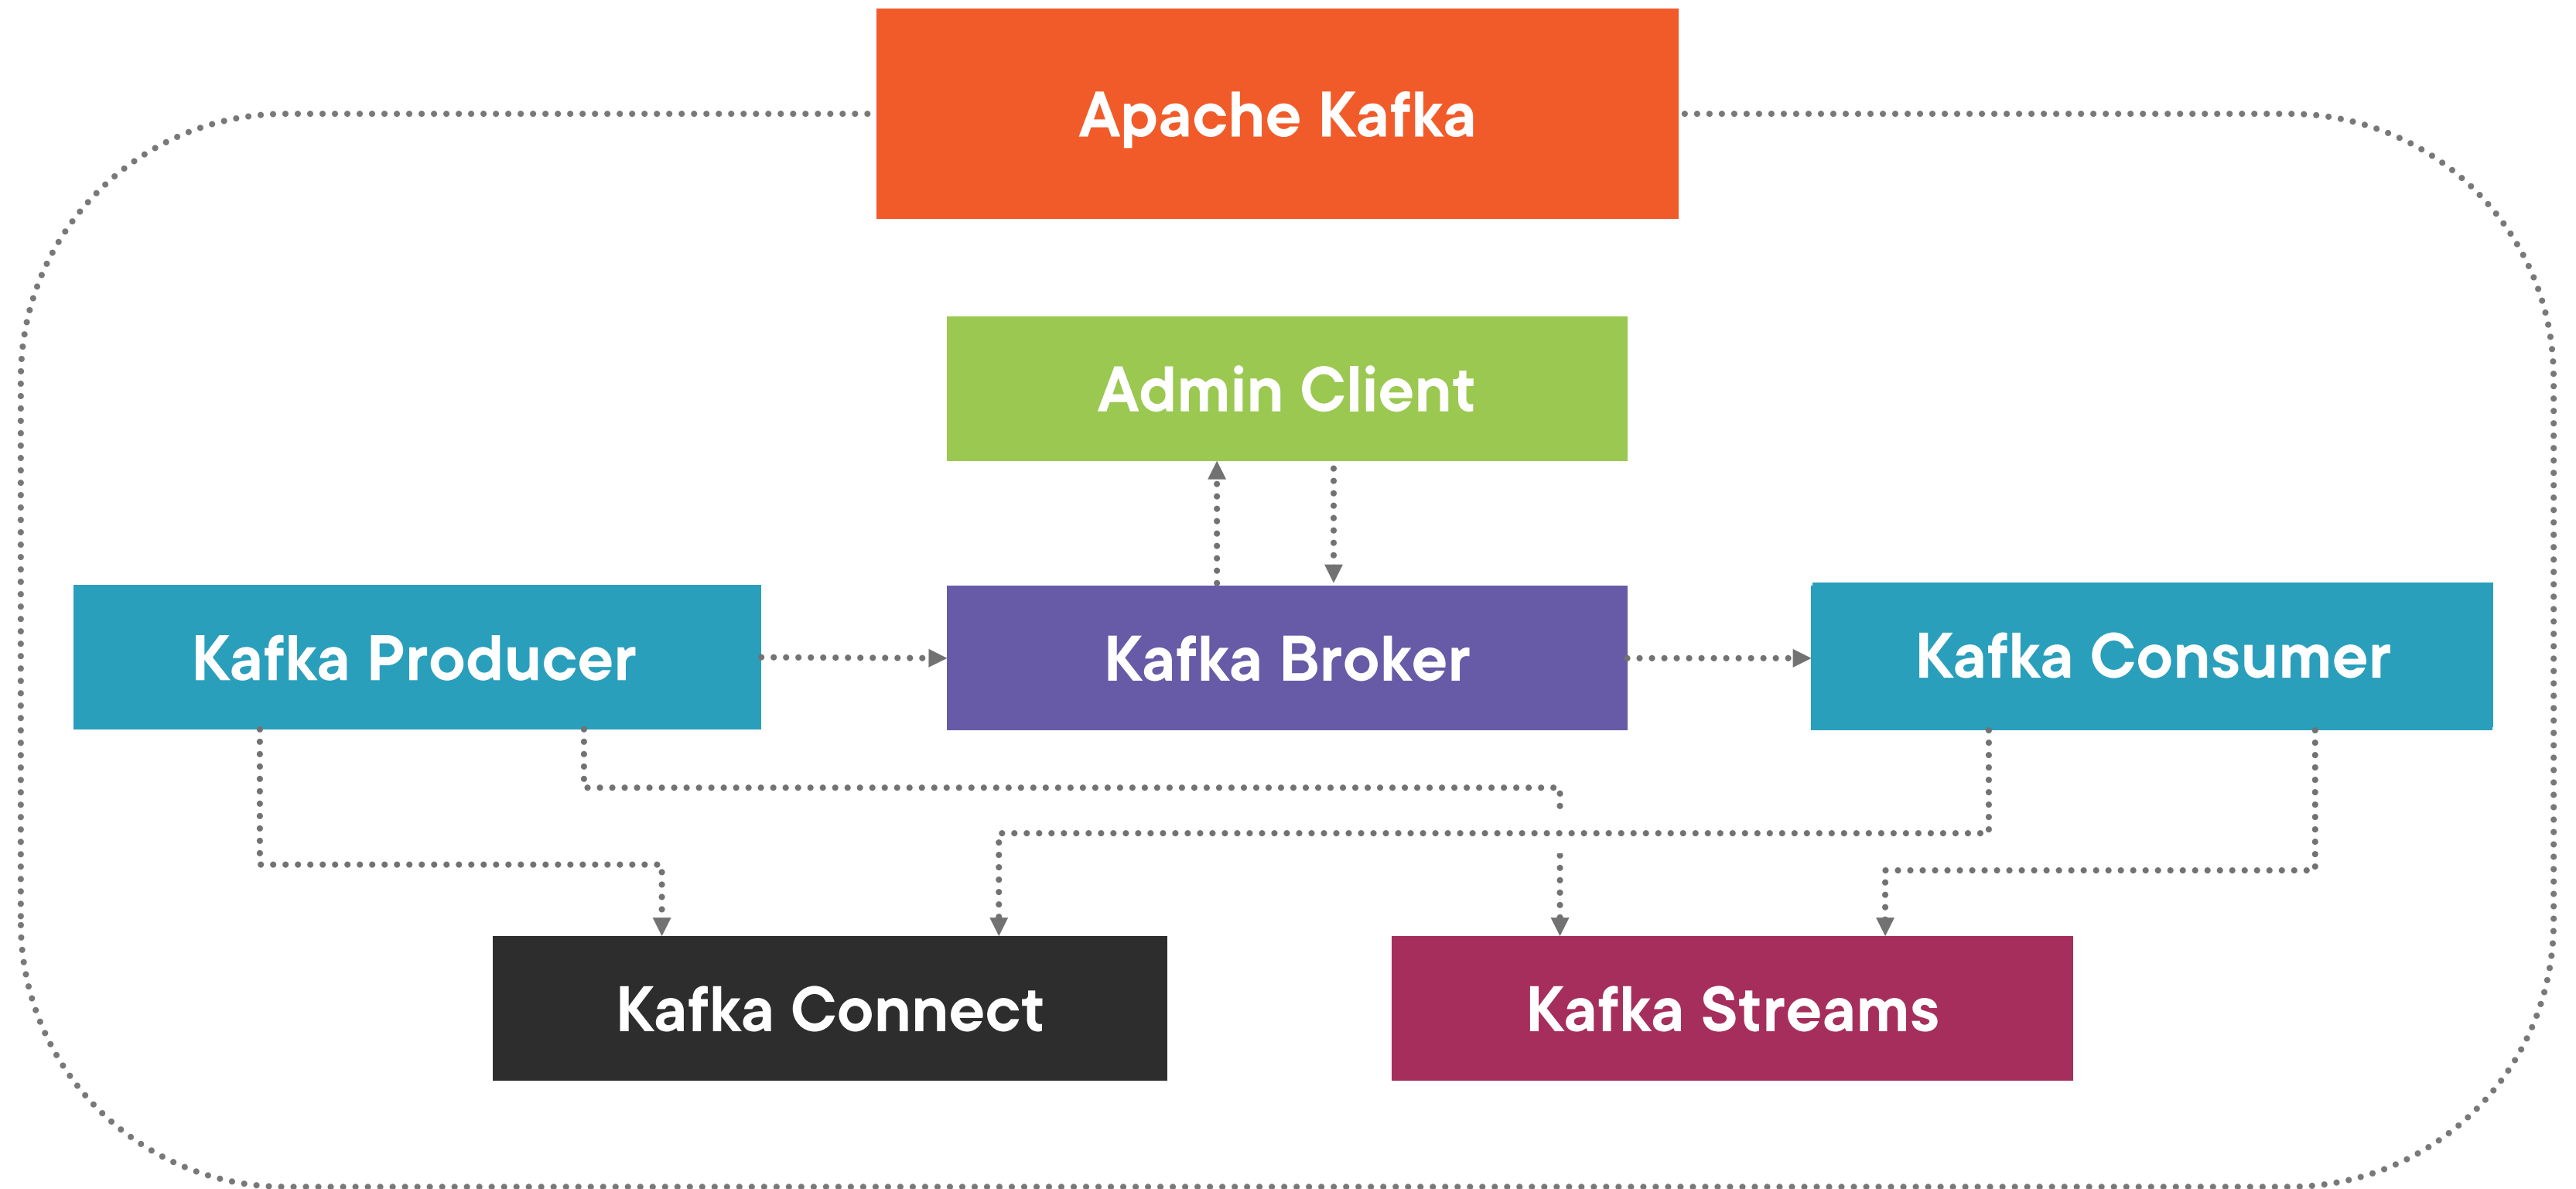 Apache Kafka
Admin Client
Kafka Producer
Kafka Broker
Kafka Consumer
Kafka Connect
Kafka Streams